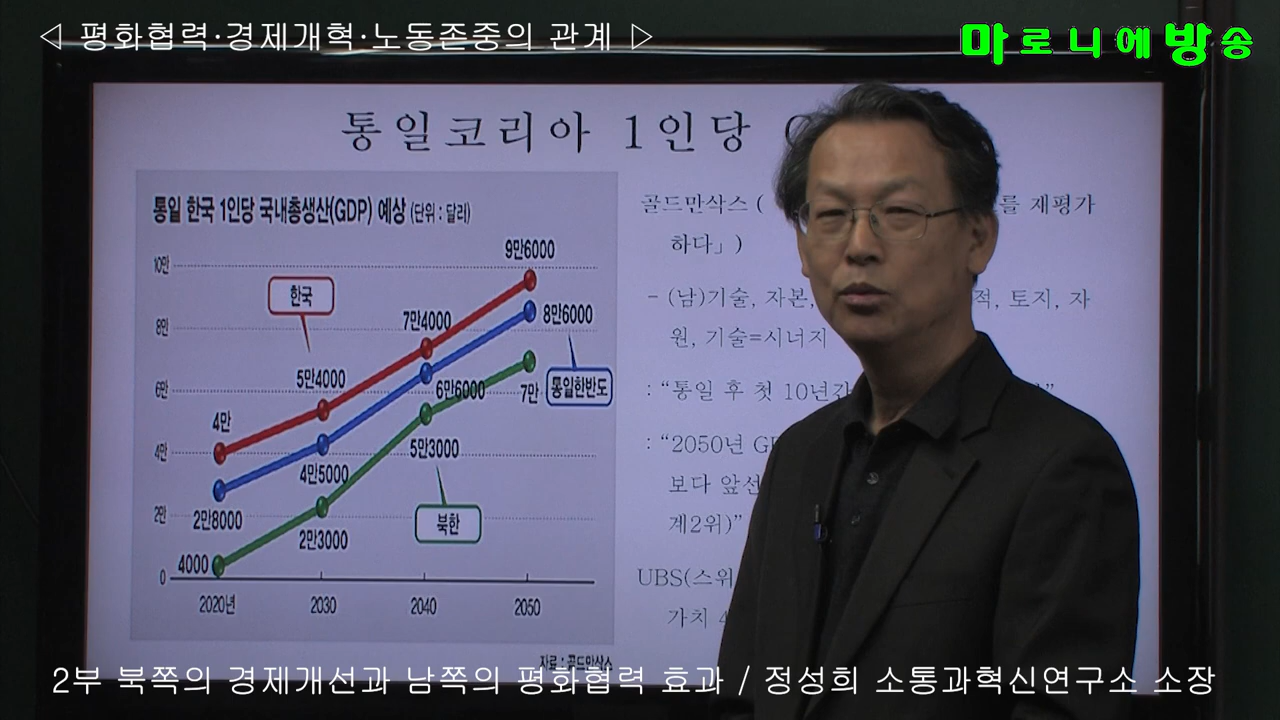 ◁ 평화협력·경제개혁·노동존중의 관계 ▷
마로니에방송
통일코리아 1인당
통일 한국 1인당 국내총생산(GDP) 예상 (단위 : 달러)
10만
8만
6만
4만
2만
0
한국
4만
5만4000
7만4000
9만6000
2만8000
4만5000
6만6000
8만6000
통일한반도
4000
2만3000
5만3000
7만
북한
2020년
2030
2040
2050
자료 : 골드만삭스
골드만삭스 (
를 재평가
하다」)
- (남)기술, 자본,
적, 토지, 자
원, 기술=시너지
: “통일 후 첫 10년간
: “2050년
보다 앞선
계2위)”
UBS(스위
가치
2부 북쪽의 경제개선과 남쪽의 평화협력 효과 / 정성희 소통과혁신연구소 소장